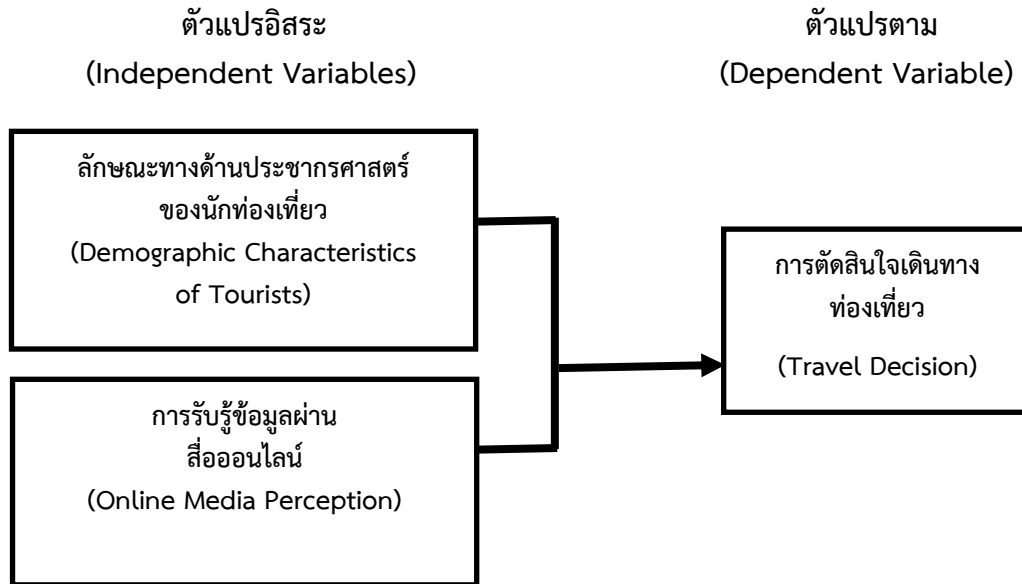 ตัวแปรอิสระ
(Independent Variables)
ตัวแปรตาม
(Dependent Variable)
ลักษณะทางด้านประชากรศาสตร์
ของนักท่องเที่ยว
(Demographic Characteristics
of Tourists)
การรับรู้ข้อมูลผ่าน
สื่อออนไลน์
(Online Media Perception)
การตัดสินใจเดินทาง
ท่องเที่ยว
(Travel Decision)